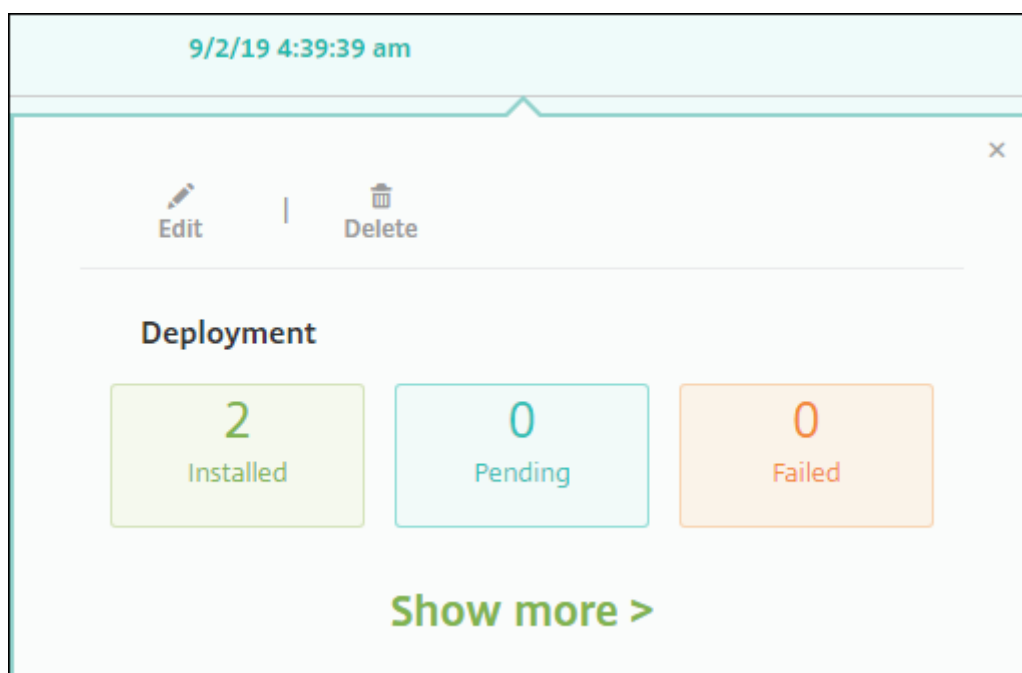 9/2/19 4:39:39 am
×
Edit | Delete
Deployment
2 0 0
Installed Pending Failed
Show more >